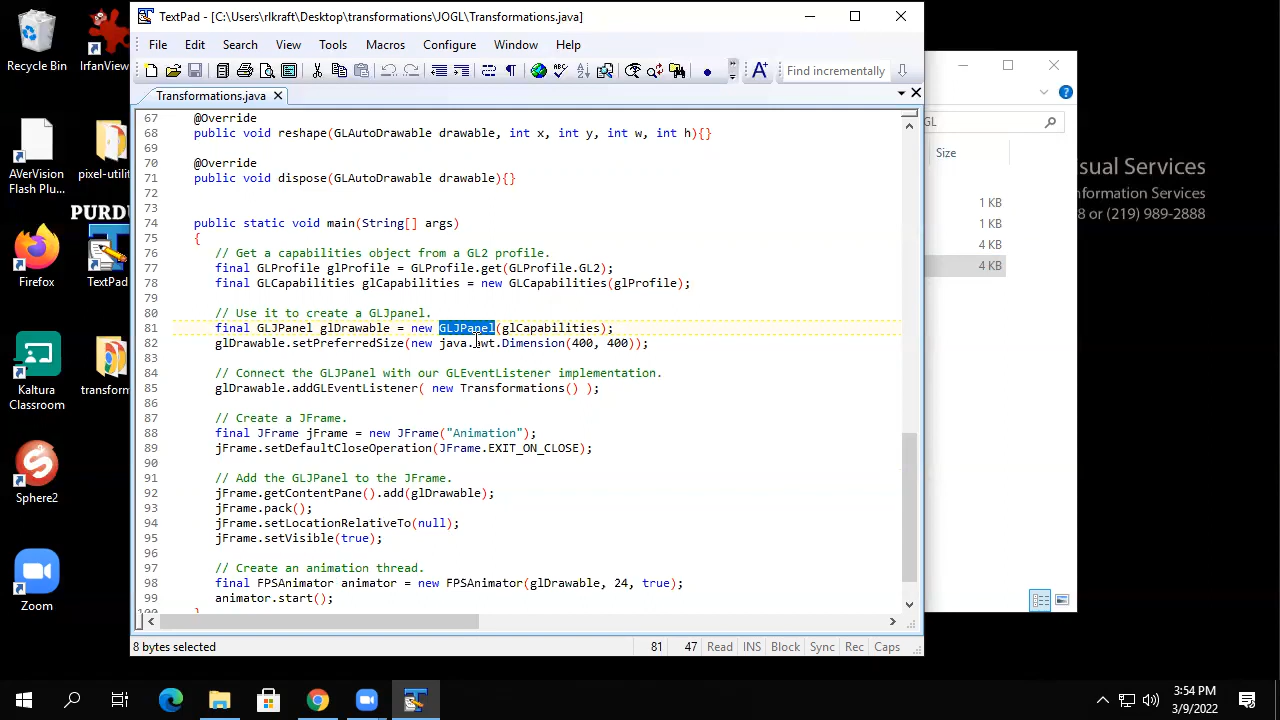 Recycle Bin
IrfanView
AVerVision
Flash Plu...
pixel-utilit
PURDU
Firefox
TextPad
Kaltura
Classroom
transform
Sphere2
Zoom
TextPad - [C:\Users\rlkraft\Desktop\transformations\JOGL\Transformations.java]
File Edit Search View Tools Macros Configure Window Help
Find incrementally
Transformations.java
67 @Override
68 public void reshape(GLAutoDrawable drawable, int x, int y, int w, int h){}
69
70 @Override
71 public void dispose(GLAutoDrawable drawable){}
72
73
74 public static void main(String[] args)
75 {
76 // Get a capabilities object from a GL2 profile.
77 final GLProfile glProfile = GLProfile.get(GLProfile.GL2);
78 final GLCapabilities glCapabilities = new GLCapabilities(glProfile);
79
80 // Use it to create a GLJpanel.
81 final GLJPanel glDrawable = new GLJPanel(glCapabilities);
82 glDrawable.setPreferredSize(new java.awt.Dimension(400, 400));
83
84 // Connect the GLJPanel with our GLEventListener implementation.
85 glDrawable.addGLEventListener( new Transformations() );
86
87 // Create a JFrame.
88 final JFrame jFrame = new JFrame("Animation");
89 jFrame.setDefaultCloseOperation(JFrame.EXIT_ON_CLOSE);
90
91 // Add the GLJPanel to the JFrame.
92 jFrame.getContentPane().add(glDrawable);
93 jFrame.pack();
94 jFrame.setLocationRelativeTo(null);
95 jFrame.setVisible(true);
96
97 // Create an animation thread.
98 final FPSAnimator animator = new FPSAnimator(glDrawable, 24, true);
99 animator.start();
100 }
8 bytes selected 81 47 Read INS Block Sync Rec Caps
GL
Size
1 KB
1 KB
4 KB
4 KB
sual Services
nformation Services
8 or (219) 989-2888
3:54 PM
3/9/2022